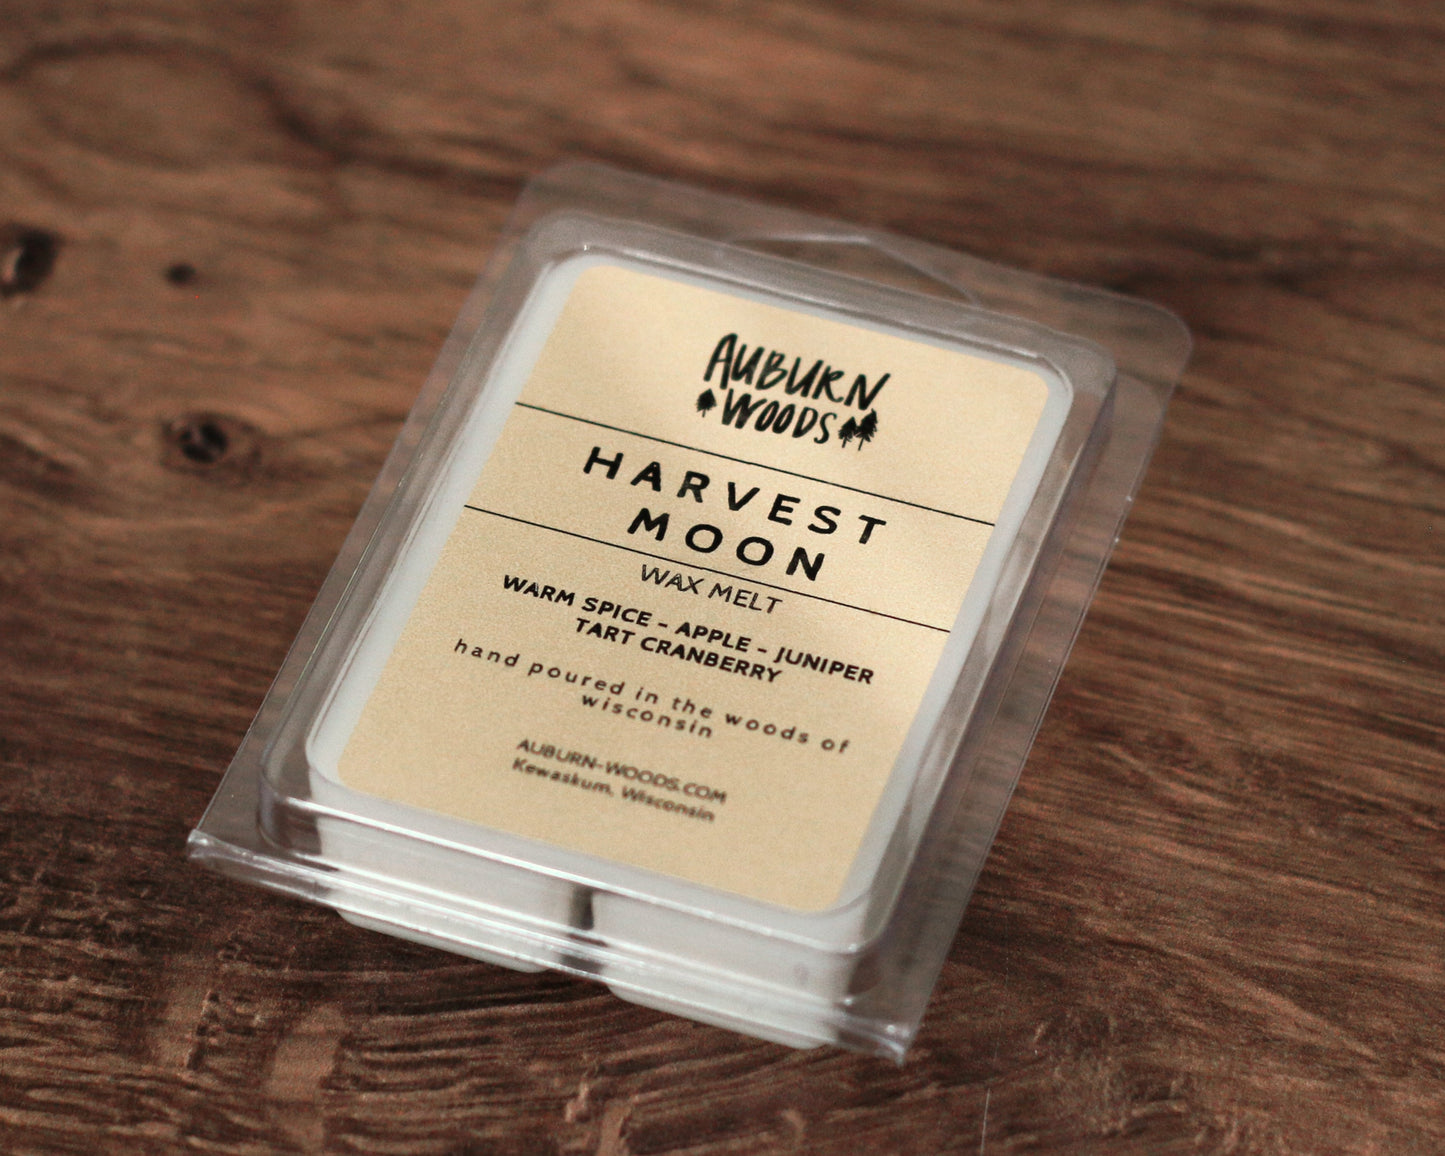 AUBURN
WOODS
HARVEST
MOON
WAX MELT
WARM SPICE - APPLE - JUNIPER
TART CRANBERRY
hand poured in the woods of
wisconsin
AUBURN-WOODS.COM
Kewaskum, Wisconsin